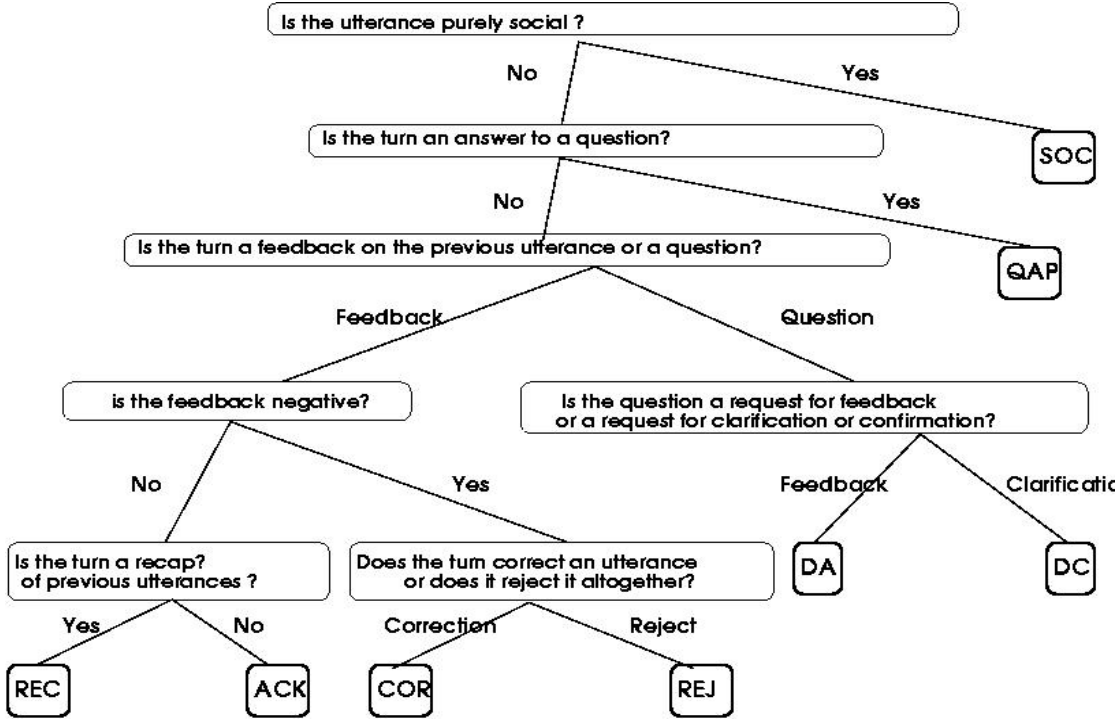 Is the utterance purely social ?
No
Yes
Is the turn an answer to a question?
SOC
No
Yes
Is the turn a feedback on the previous utterance or a question?
QAP
Feedback
Question
is the feedback negative?
Is the question a request for feedback
or a request for clarification or confirmation?
No
Yes
Feedback
Clarificatio
Is the turn a recap?
of previous utterances ?
Does the turn correct an utterance
or does it reject it altogether?
DA
DC
Yes
No
Correction
Reject
REC
ACK
COR
REJ